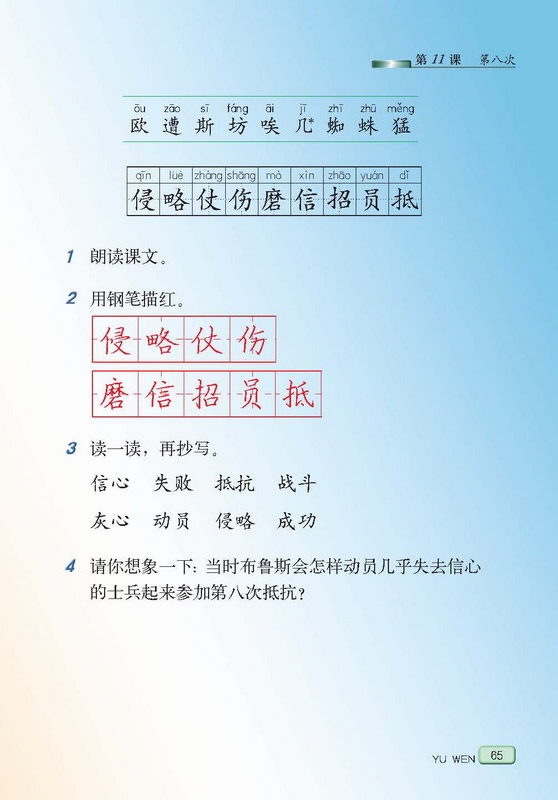 第11课 第八次
ōu zāo sī fáng āi jī zhī zhū měng
欧 遭 斯 坊 唉 几* 蜘 蛛 猛
qīn lüè zhàng shāng mó xìn zhāo yuán dǐ
侵 略 仗 伤 磨 信 招 员 抵
1 朗读课文。
2 用钢笔描红。
侵 略 仗 伤
磨 信 招 员 抵
3 读一读，再抄写。
信心 失败 抵抗 战斗
灰心 动员 侵略 成功
4 请你想象一下：当时布鲁斯会怎样动员几乎失去信心
的士兵起来参加第八次抵抗？
YU WEN 65